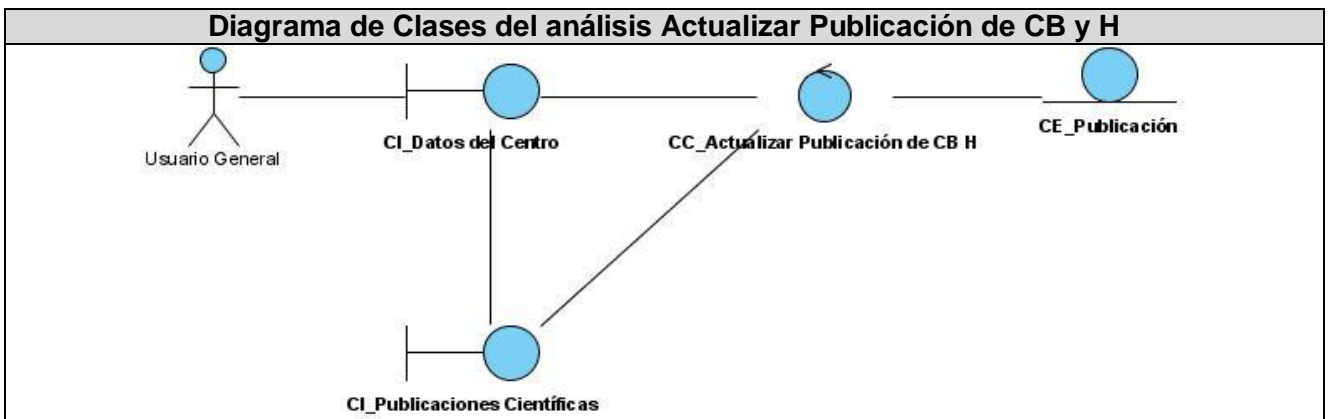 Diagrama de Clases del análisis Actualizar Publicación de CB y H
Usuario General
CI_Datos del Centro
CC_Actualizar Publicación de CB H
CE_Publicación
CI_Publicaciones Científicas